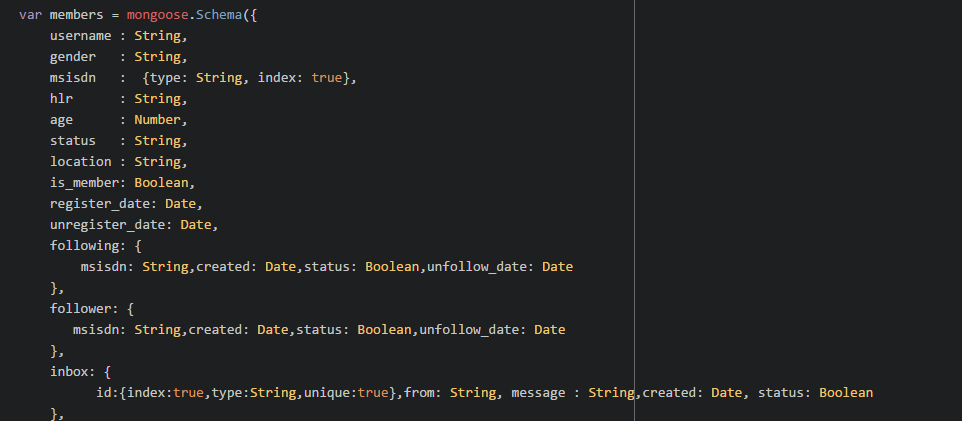 var members = mongoose.Schema({
    username : String,
    gender   : String,
    msisdn   :  {type: String, index: true},
    hlr      : String,
    age      : Number,
    status   : String,
    location : String,
    is_member: Boolean,
    register_date: Date,
    unregister_date: Date,
    following: {
        msisdn: String,created: Date,status: Boolean,unfollow_date: Date
    },
    follower: {
       msisdn: String,created: Date,status: Boolean,unfollow_date: Date
    },
    inbox: {
          id:{index:true,type:String,unique:true},from: String, message : String,created: Date, status: Boolean
    },